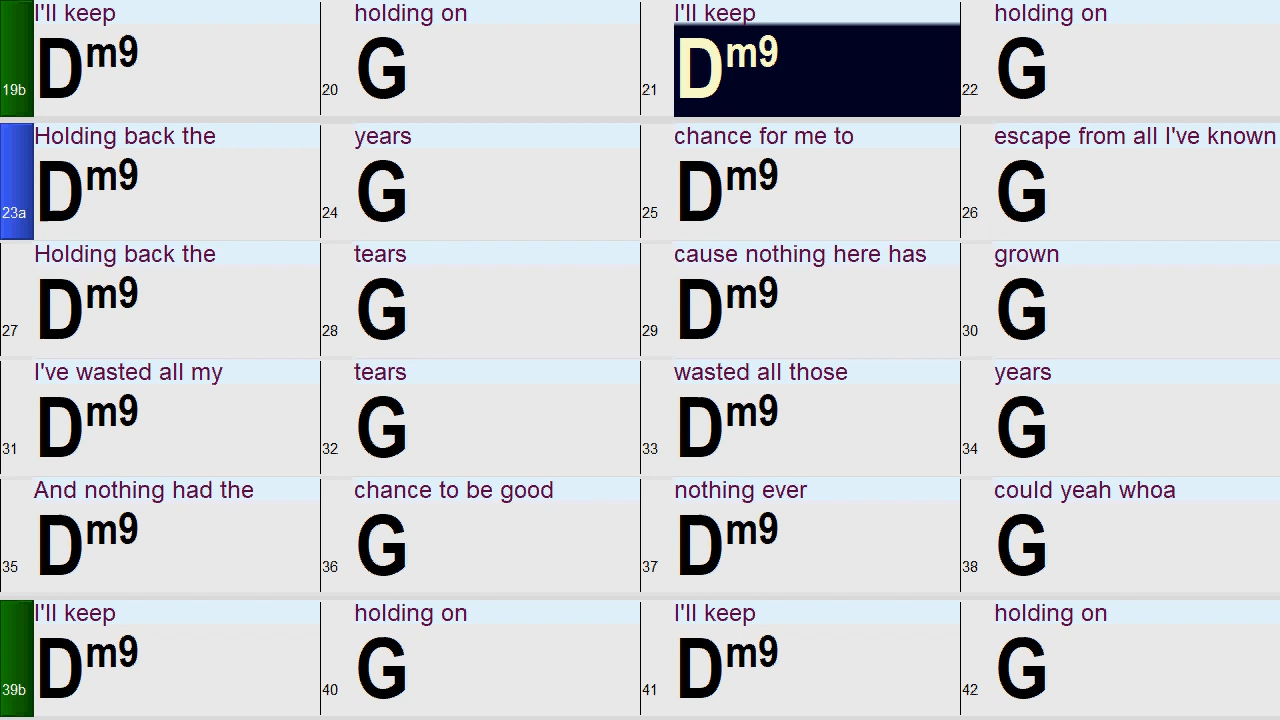 I'll keep holding on I'll keep holding on
19b Dm9 20 G 21 Dm9 22 G
Holding back the years chance for me to escape from all I've known
23a Dm9 24 G 25 Dm9 26 G
Holding back the tears cause nothing here has grown
27 Dm9 28 G 29 Dm9 30 G
I've wasted all my tears wasted all those years
31 Dm9 32 G 33 Dm9 34 G
And nothing had the chance to be good nothing ever could yeah whoa
35 Dm9 36 G 37 Dm9 38 G
I'll keep holding on I'll keep holding on
39b Dm9 40 G 41 Dm9 42 G